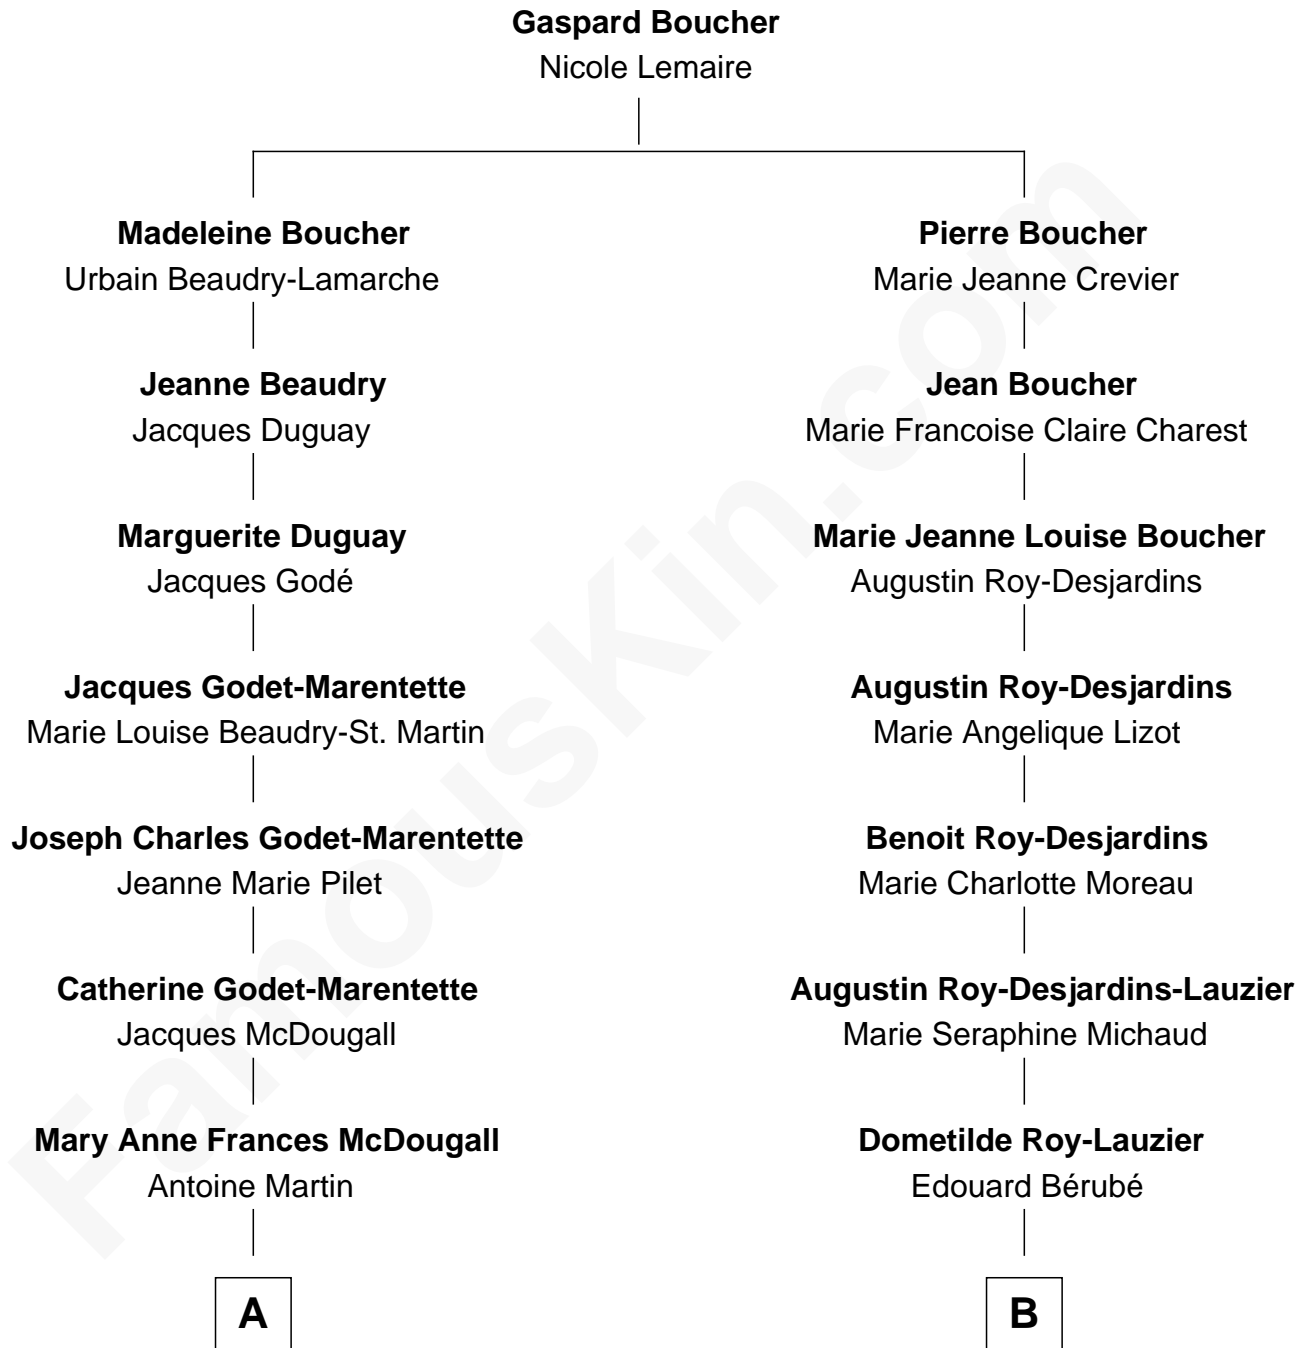 Gaspard Boucher
Nicole Lemaire
Madeleine Boucher
Urbain Beaudry-Lamarche
Pierre Boucher
Marie Jeanne Crevier
Jeanne Beaudry
Jacques Duguay
Jean Boucher
Marie Francoise Claire Charest
Marguerite Duguay
Jacques Godé
Marie Jeanne Louise Boucher
Augustin Roy-Desjardins
Jacques Godet-Marentette
Marie Louise Beaudry-St. Martin
Augustin Roy-Desjardins
Marie Angelique Lizot
Joseph Charles Godet-Marentette
Jeanne Marie Pilet
Benoit Roy-Desjardins
Marie Charlotte Moreau
Catherine Godet-Marentette
Jacques McDougall
Augustin Roy-Desjardins-Lauzier
Marie Seraphine Michaud
Mary Anne Frances McDougall
Antoine Martin
Dometilde Roy-Lauzier
Edouard Bérubé
A
B
FamousKin.com